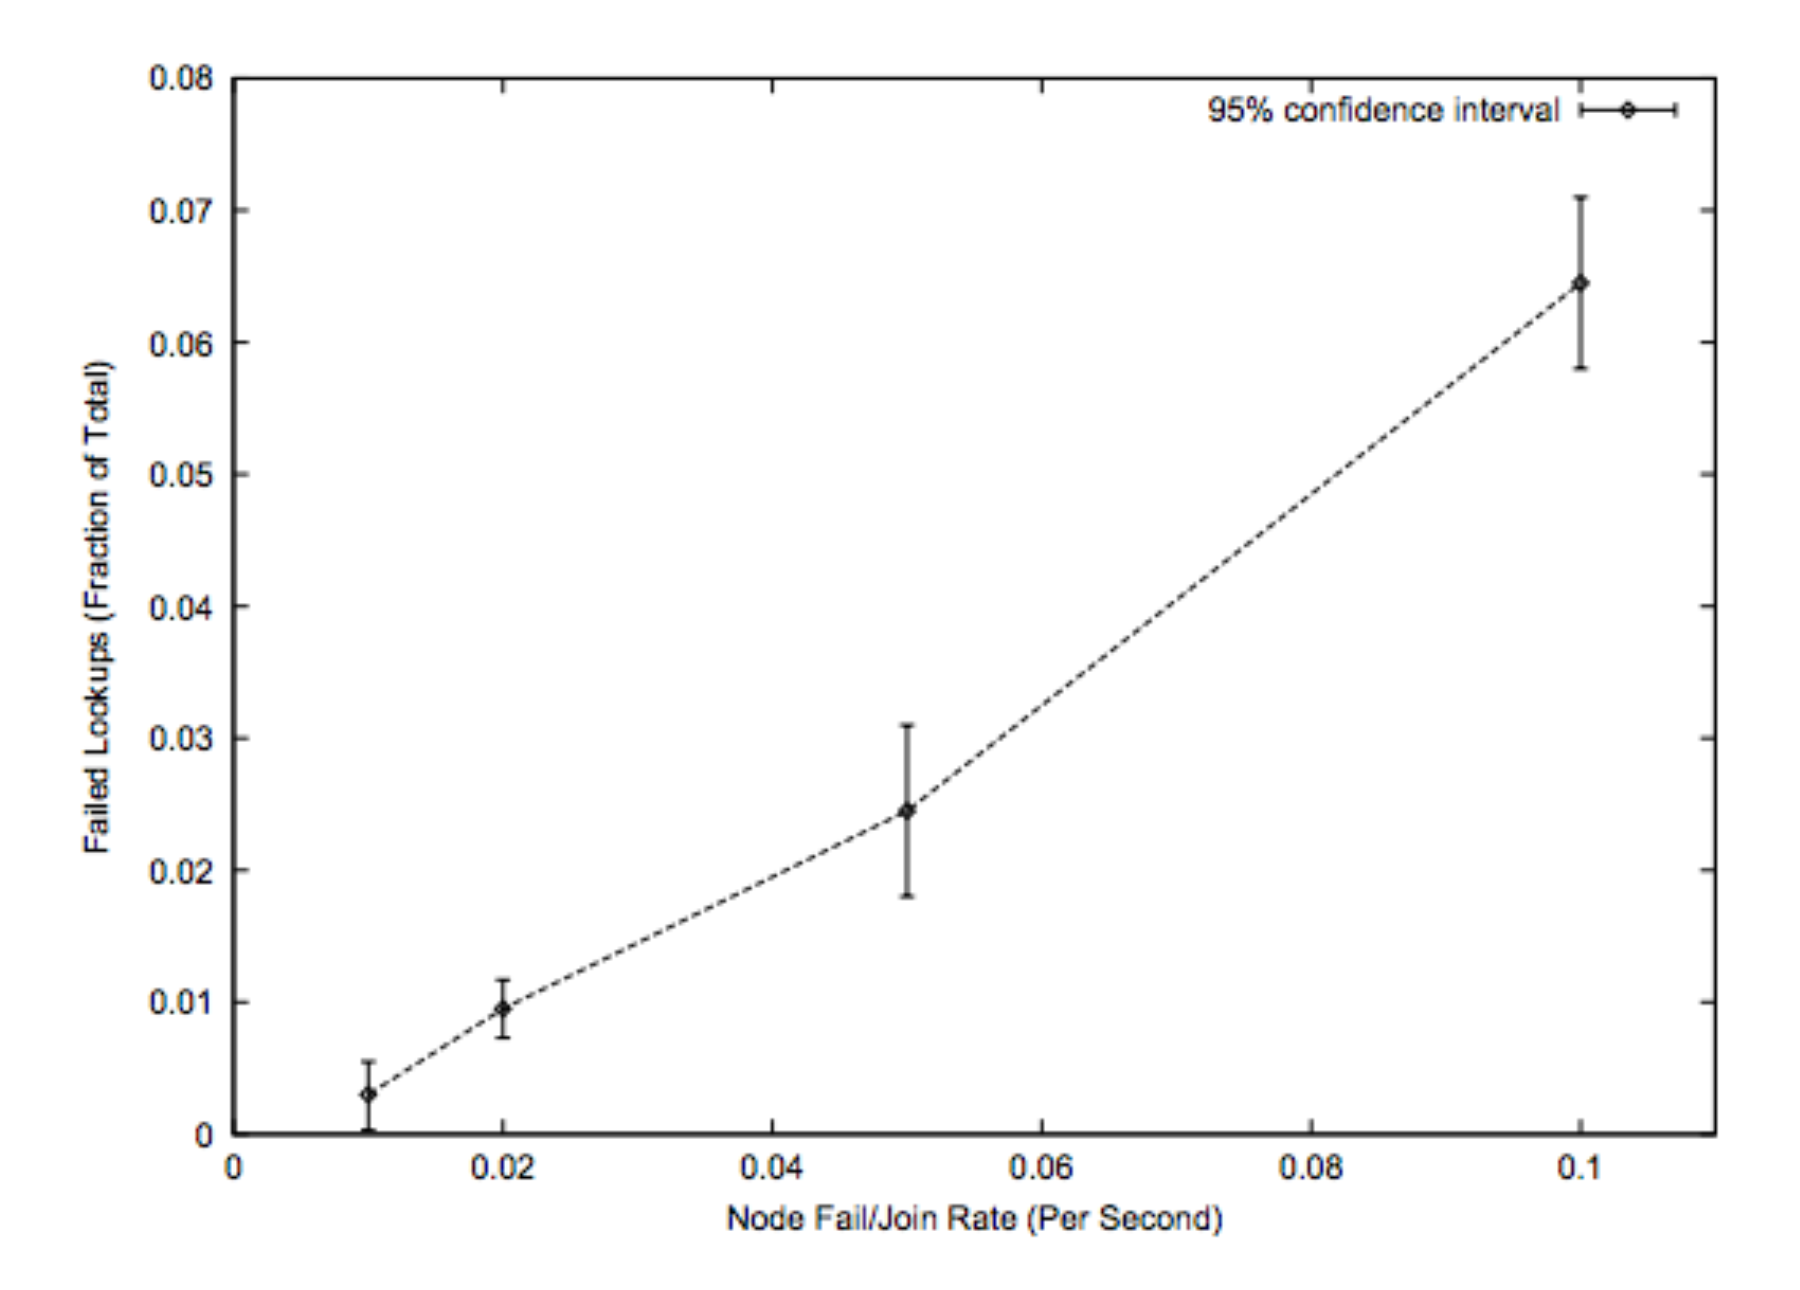 0.08
95% confidence interval
0.07
0.06
0.05
0.04
0.03
0.02
0.01
0
Failed Lookups (Fraction of Total)
0 0.02 0.04 0.06 0.08 0.1
Node Fail/Join Rate (Per Second)